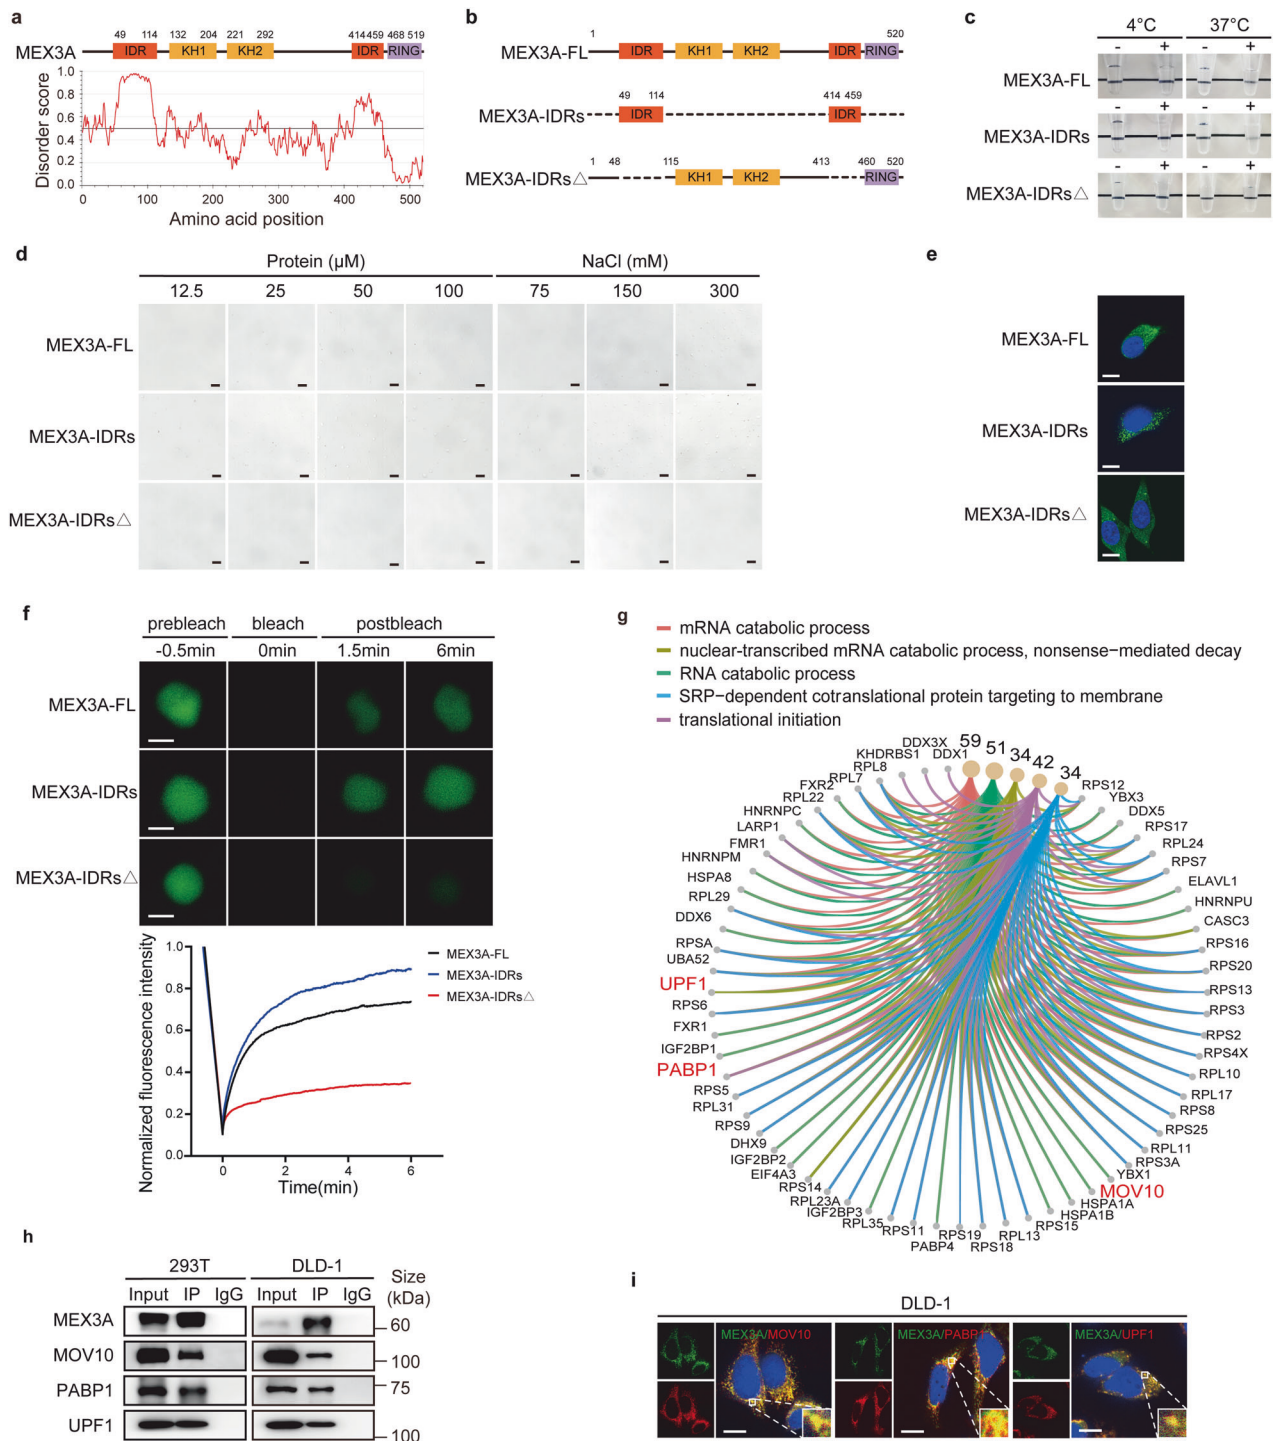 a
49 114 132 204 221 292 414 459 468 519
MEX3A IDR KH1 KH2 IDR RING
Disorder score
1.0
0.8
0.6
0.4
0.2
0.0
0 100 200 300 400 500
Amino acid position
b
1 520
MEX3A-FL IDR KH1 KH2 IDR RING
49 114 414 459
MEX3A-IDRs IDR IDR
1 48 115 413 460 520
MEX3A-IDRs△ KH1 KH2 RING
c
4°C 37°C
- + - +
MEX3A-FL
- + - +
MEX3A-IDRs
- + - +
MEX3A-IDRs△
d
Protein (µM) NaCl (mM)
12.5 25 50 100 75 150 300
MEX3A-FL
MEX3A-IDRs
MEX3A-IDRs△
e
MEX3A-FL
MEX3A-IDRs
MEX3A-IDRs△
f
prebleach bleach postbleach
-0.5min 0min 1.5min 6min
MEX3A-FL
MEX3A-IDRs
MEX3A-IDRs△
Normalized fluorescence intensity
1.0
0.8
0.6
0.4
0.2
0.0
0 2 4 6
Time(min)
MEX3A-FL
MEX3A-IDRs
MEX3A-IDRs△
g
mRNA catabolic process
nuclear-transcribed mRNA catabolic process, nonsense-mediated decay
RNA catabolic process
SRP-dependent cotranslational protein targeting to membrane
translational initiation
59 51 34 42 34
RPS12
YBX3
DDX5
RPS17
RPL24
RPS7
ELAVL1
HNRNPU
CASC3
RPS16
RPS20
RPS13
RPS3
RPS2
RPS4X
RPL10
RPL17
RPS8
RPS25
RPL11
RPS3A
YBX1
MOV10
HSPA1A
HSPA1B
RPS15
RPL13
RPS18
RPS19
PABP4
RPS11
RPL35
IGF2BP3
RPL23A
RPS14
EIF4A3
IGF2BP2
DHX9
RPS9
RPL31
RPS5
PABP1
IGF2BP1
FXR1
RPS6
UPF1
UBA52
RPSA
DDX6
RPL29
HSPA8
HNRNPM
FMR1
LARP1
HNRNPC
RPL22
FXR2
RPL7
RPL8
KHDRBS1
DDX3X
DDX1
h
293T DLD-1 Size
Input IP IgG Input IP IgG (kDa)
MEX3A 60
MOV10 100
PABP1 75
UPF1 100
i
DLD-1
MEX3A/MOV10 MEX3A/PABP1 MEX3A/UPF1